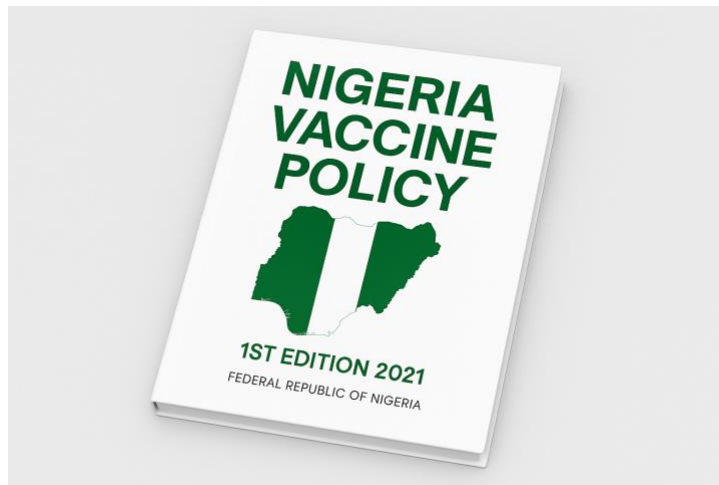 NIGERIA
VACCINE
POLICY
1ST EDITION 2021
FEDERAL REPUBLIC OF NIGERIA